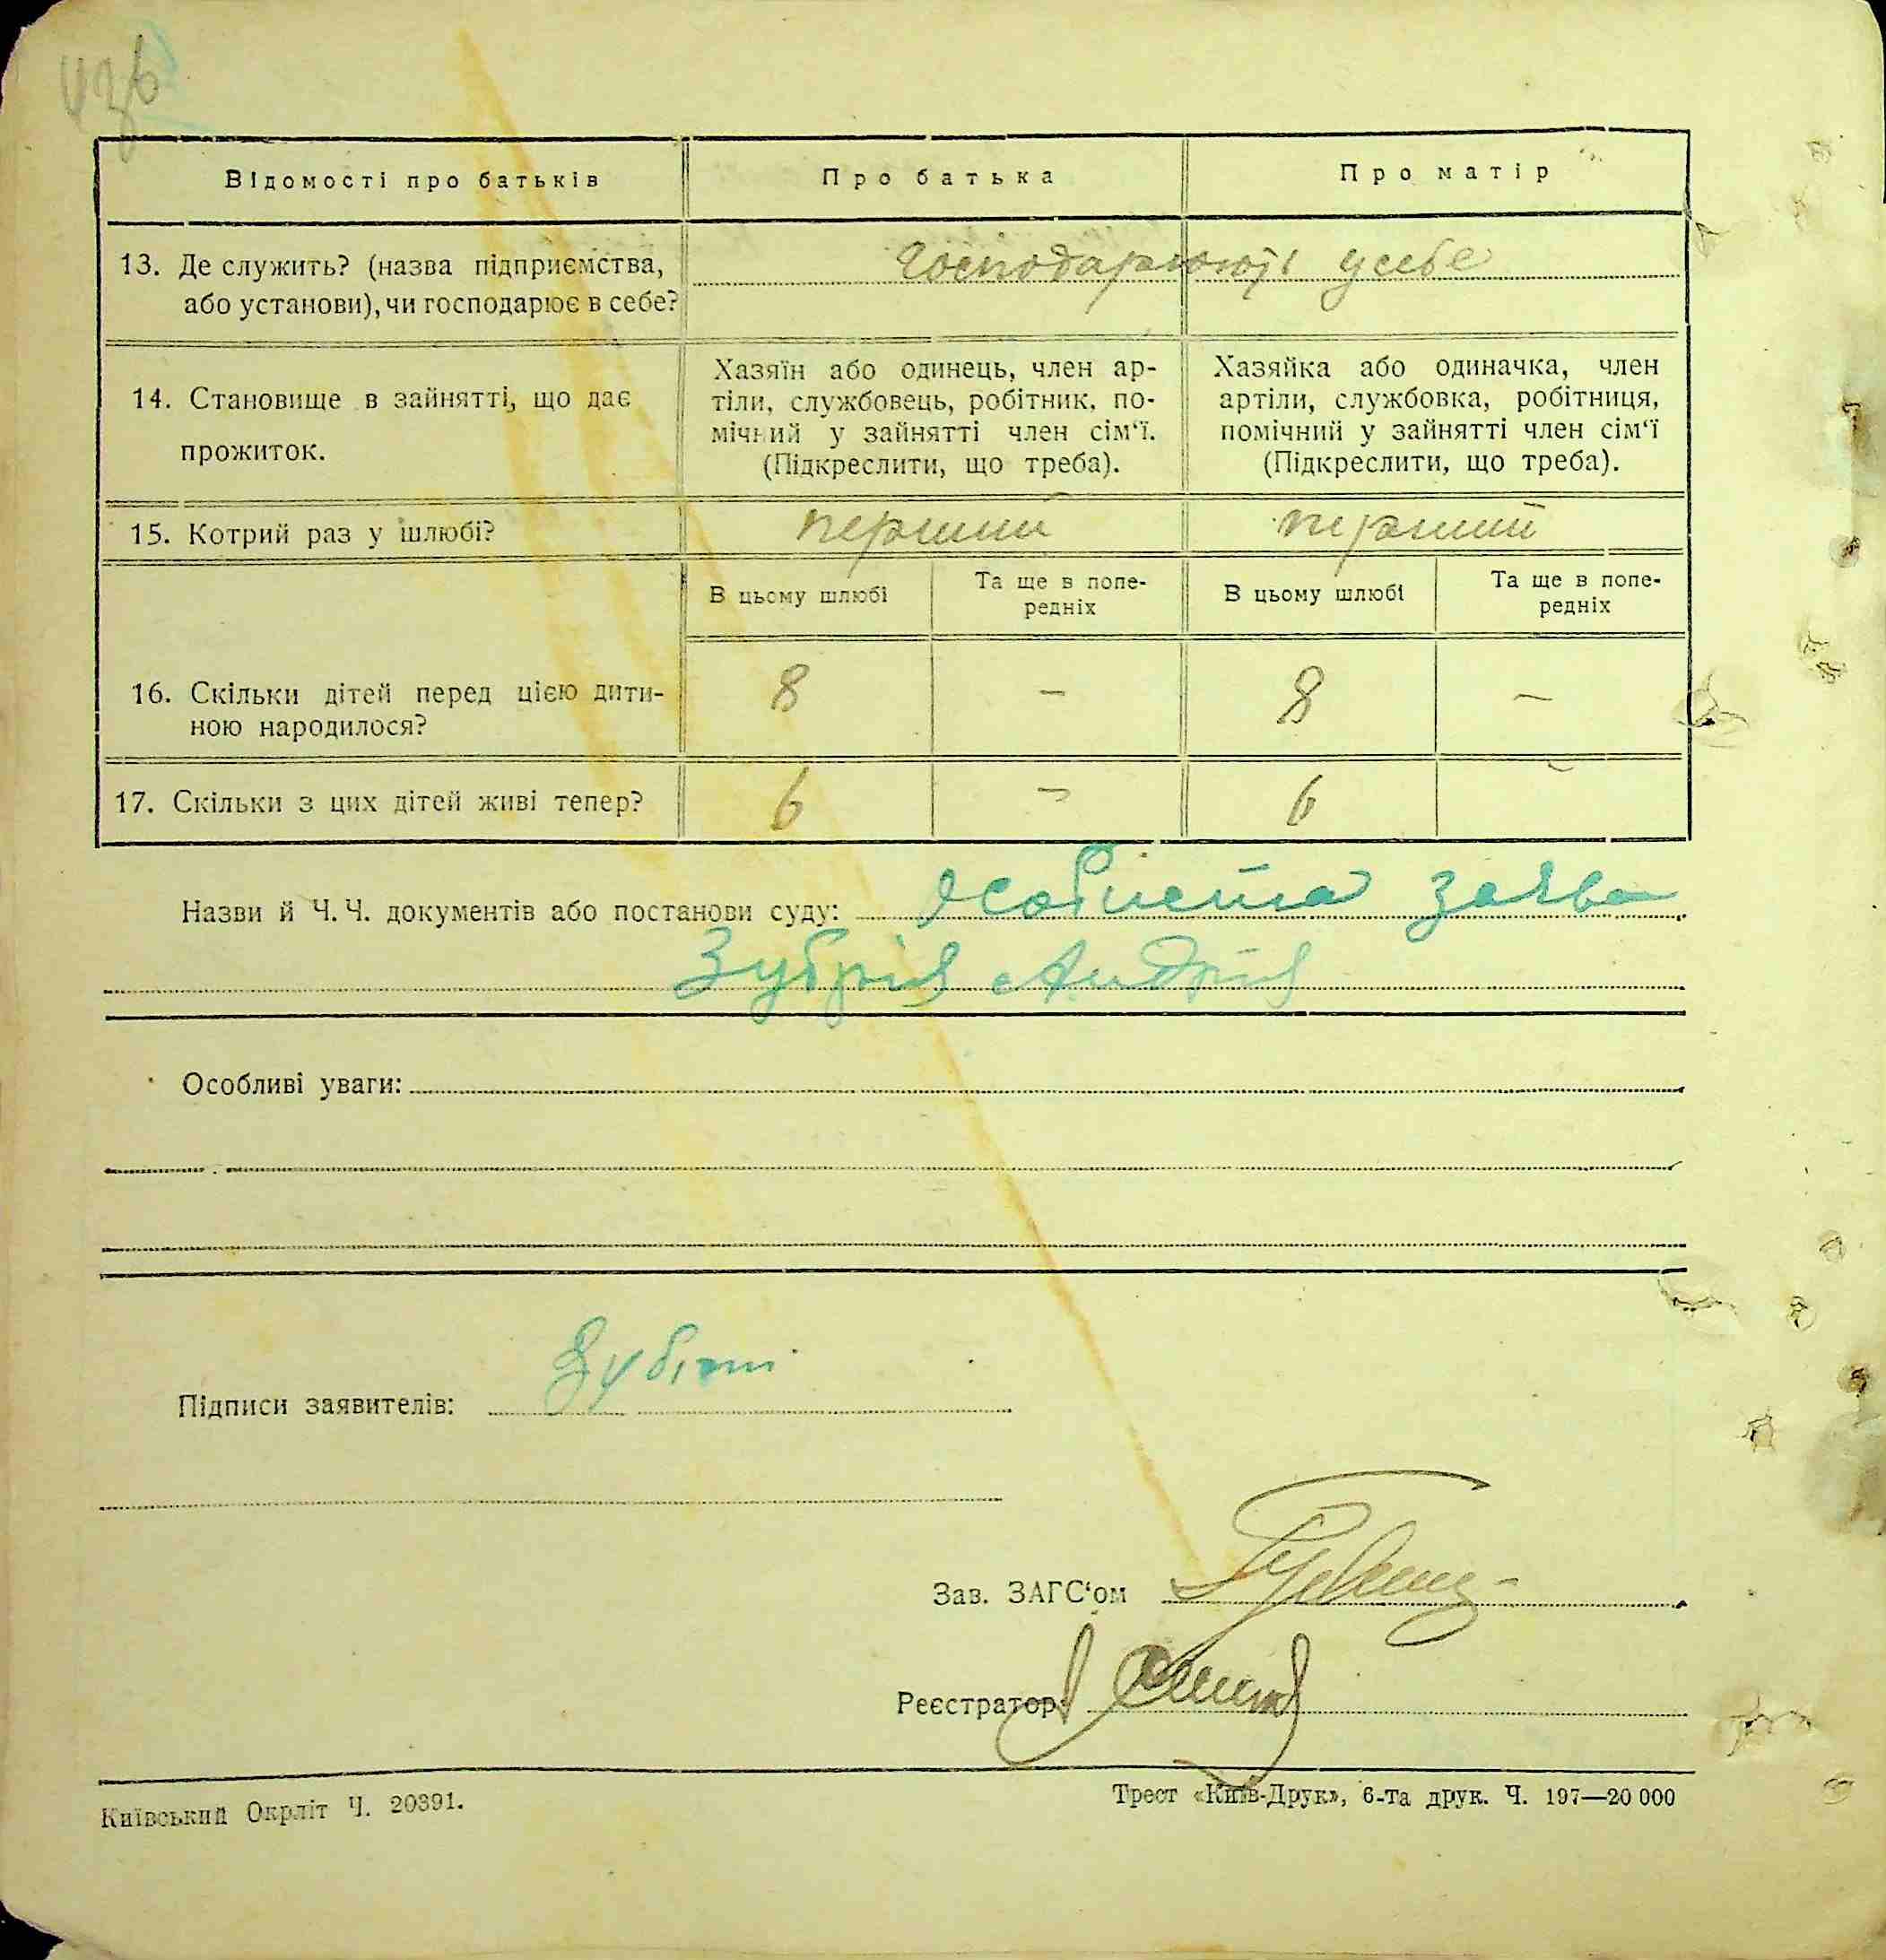 Відомості про батьків
Про батька
Про матір
13. Де служить? (назва підприємства,
або установи), чи господарює в себе?
Господарюють у себе
14. Становище в зайнятті, що дає
прожиток.
Хазяїн або одинець, член ар-
тіли, службовець, робітник, по-
мічний у зайнятті член сім‘ї.
(Підкреслити, що треба).
Хазяйка або одиначка, член
артіли, службовка, робітниця,
помічний у зайнятті член сім‘ї
(Підкреслити, що треба).
15. Котрий раз у шлюбі?
перший
перший
В цьому шлюбі
Та ще в попе-
редніх
В цьому шлюбі
Та ще в попе-
редніх
16. Скільки дітей перед цією дити-
ною народилося?
8
–
8
–
17. Скільки з цих дітей живі тепер?
6
–
6
–
Назви й Ч. Ч. документів або постанови суду: особиста заява
Зубрія Андрія
Особливі уваги:
Підписи заявителів:
Зав. ЗАГС‘ом
Реєстратор
Київський Окрліт Ч. 20391.
Трест «Київ-Друк», 6-та друк. Ч. 197—20 000